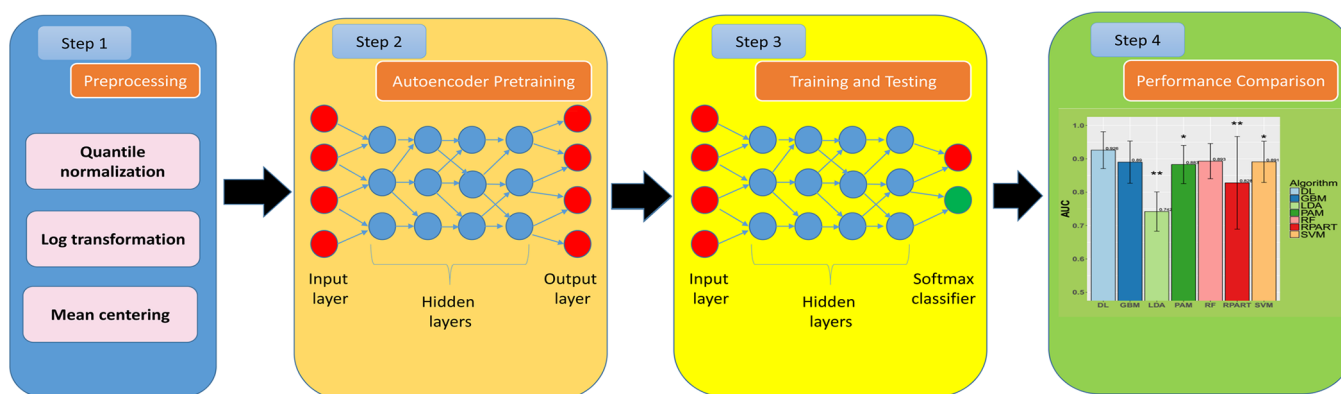 Step 1
Preprocessing
Quantile
normalization
Log transformation
Mean centering
Step 2
Autoencoder Pretraining
Input
layer
Hidden
layers
Output
layer
Step 3
Training and Testing
Input
layer
Hidden
layers
Softmax
classifier
Step 4
Performance Comparison
AUC
1.0
0.9
0.8
0.7
0.6
0.5
**
*
**
*
0.89
DL
GBM
LDA
PAM
RF
RPART
SVM
Algorithm
DL
GBM
LDA
PAM
RF
RPART
SVM